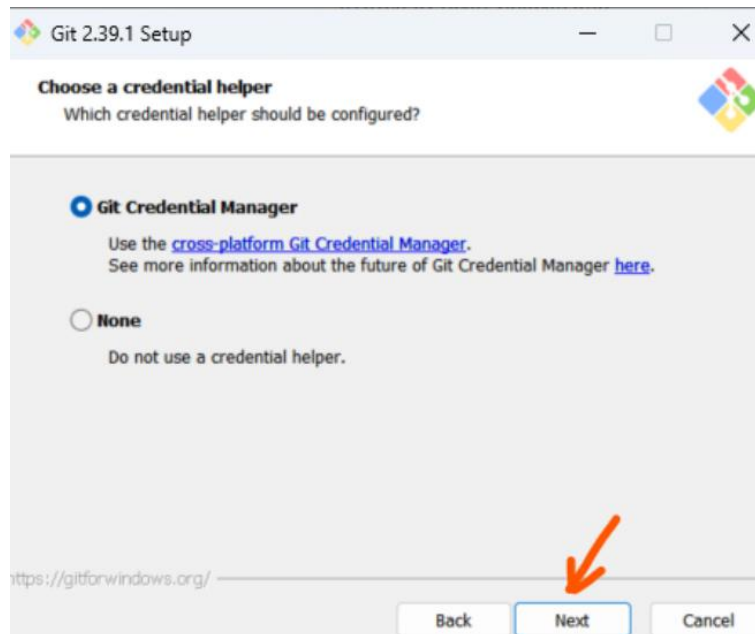 Git 2.39.1 Setup
Choose a credential helper
Which credential helper should be configured?
Git Credential Manager
Use the cross-platform Git Credential Manager.
See more information about the future of Git Credential Manager here.
None
Do not use a credential helper.
https://gitforwindows.org/
Back Next Cancel